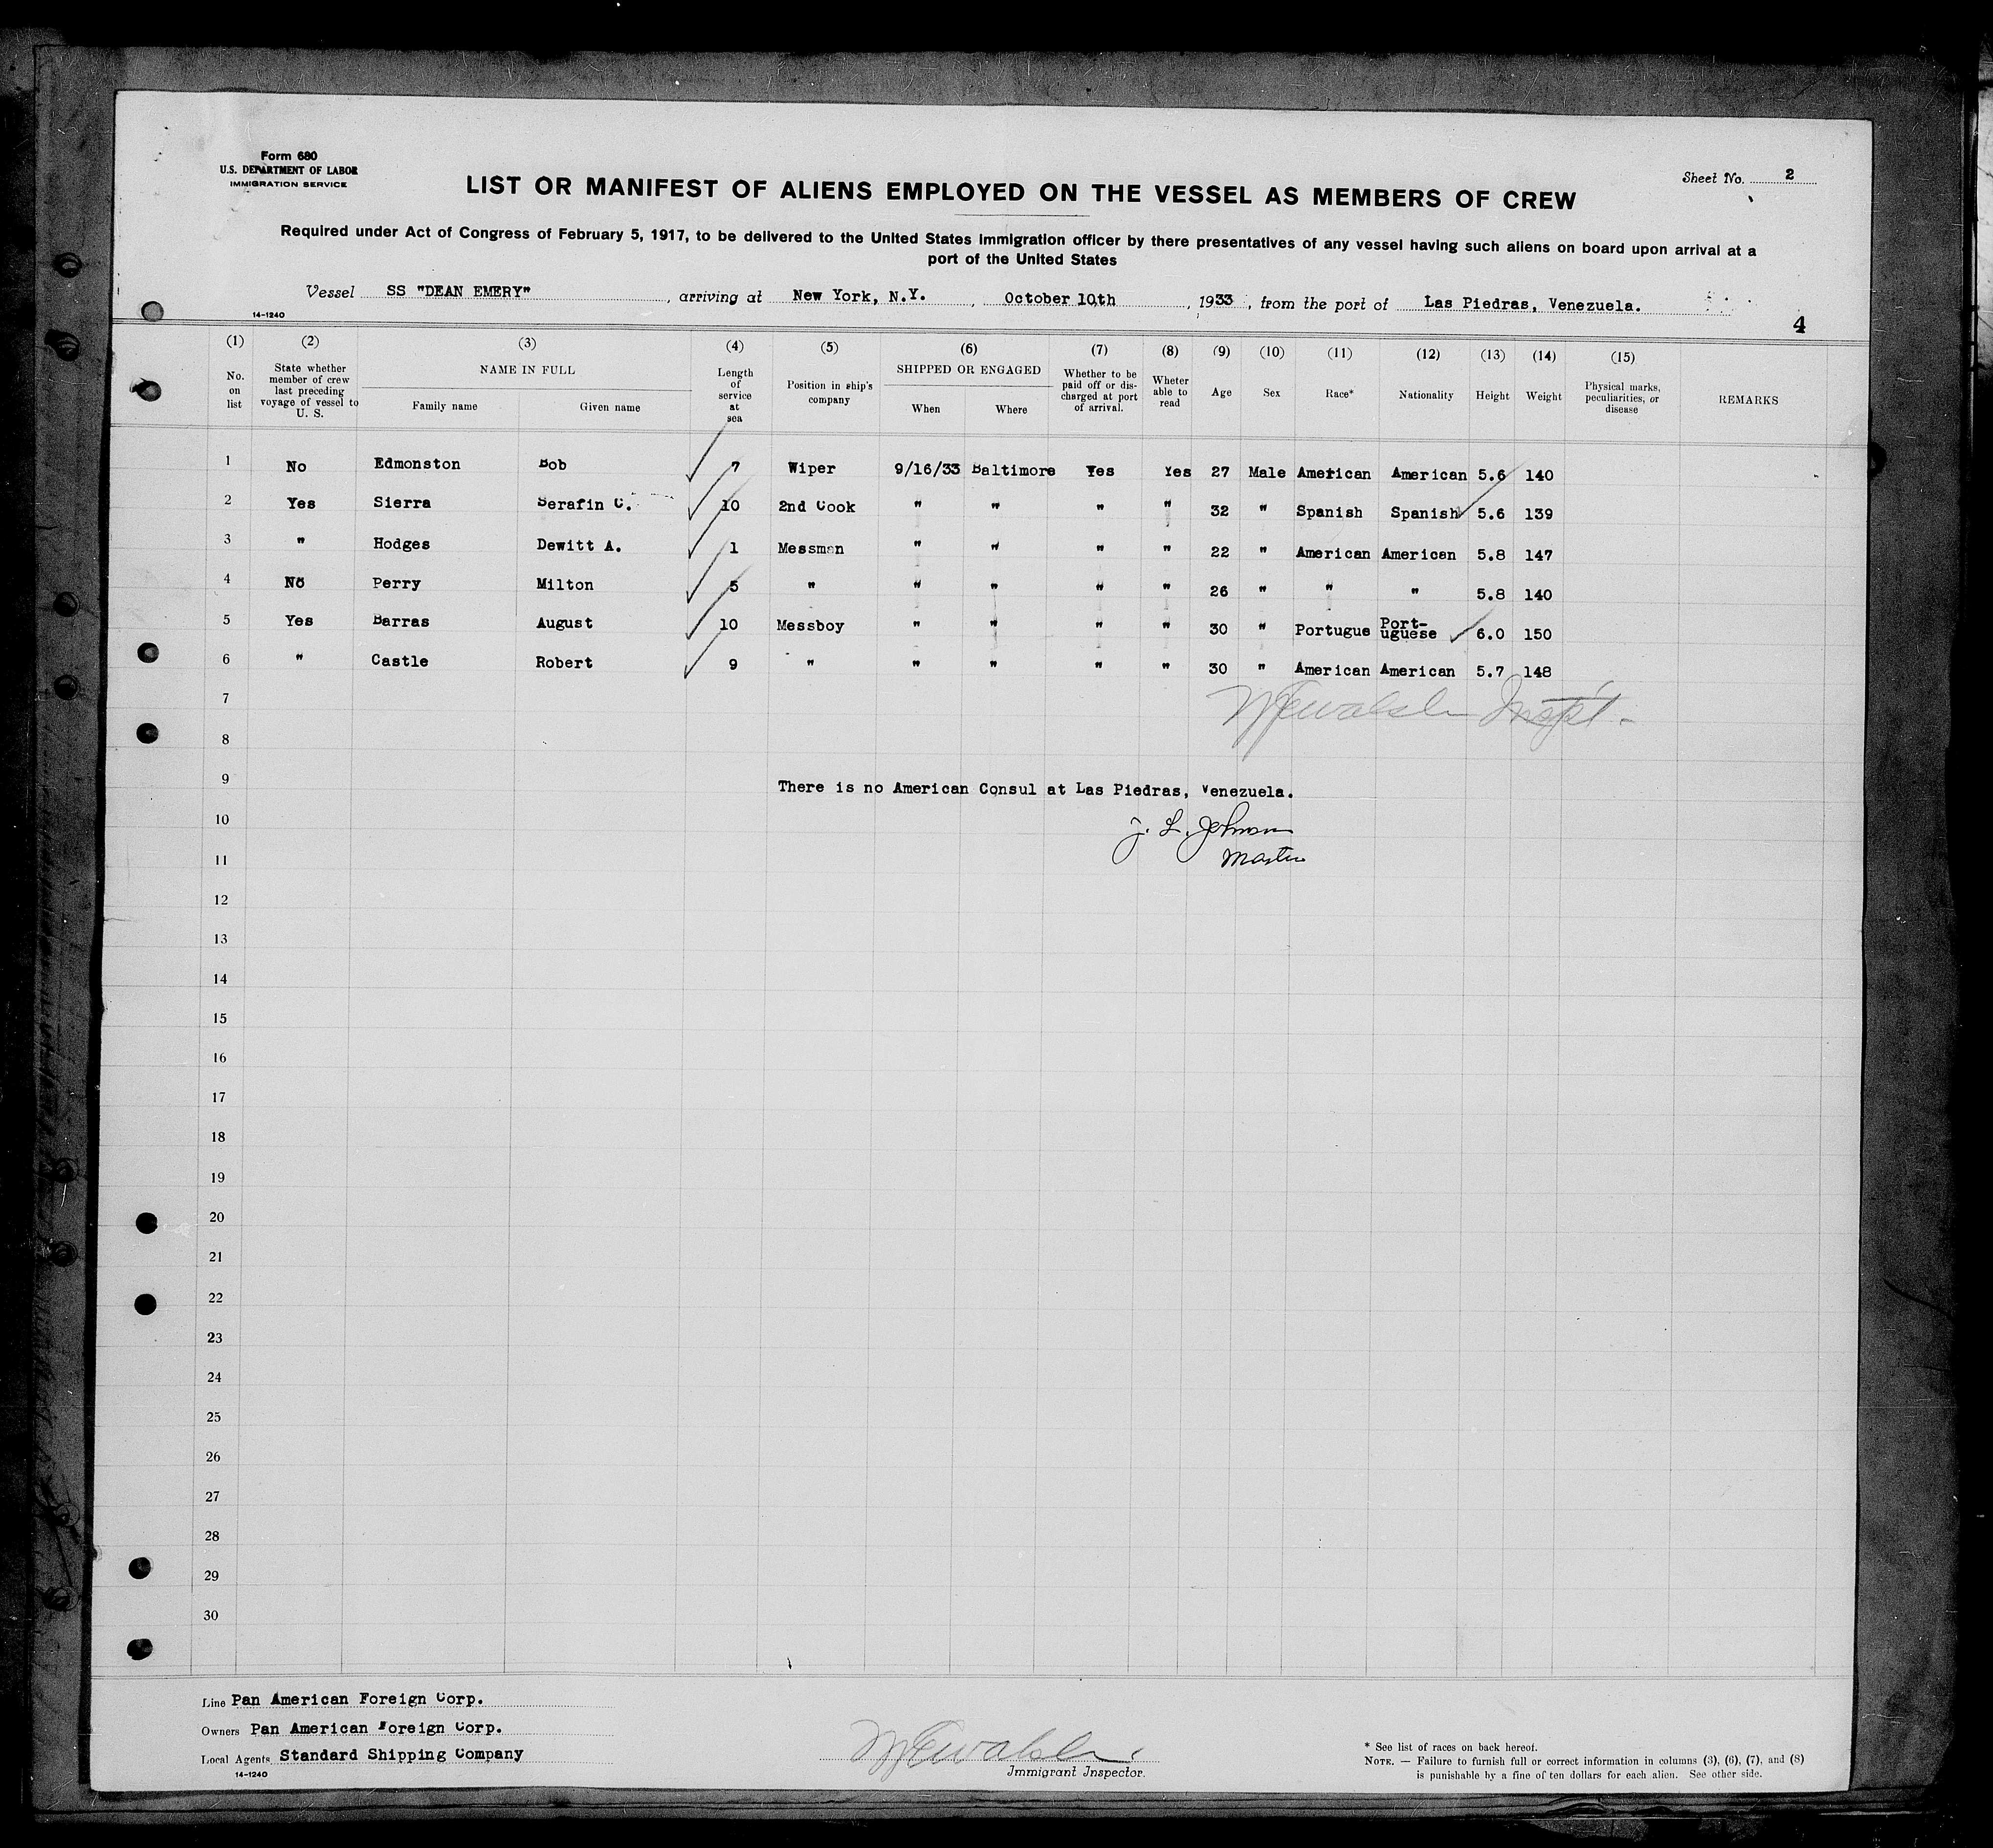 Form 680
U.S. DEPARTMENT OF LABOR
IMMIGRATION SERVICE
LIST OR MANIFEST OF ALIENS EMPLOYED ON THE VESSEL AS MEMBERS OF CREW
Sheet No. 2
Required under Act of Congress of February 5, 1917, to be delivered to the United States Immigration officer by there presentatives of any vessel having such aliens on board upon arrival at a
port of the United States
Vessel SS "DEAN EMERY", arriving at New York, N.Y., October 10th, 1933, from the port of Las Piedras, Venezuela.
14-1240
4
(1) (2) (3) (4) (5) (6) (7) (8) (9) (10) (11) (12) (13) (14) (15)
No. on list State whether member of crew last preceding voyage of vessel to U. S. NAME IN FULL Family name Given name Length of service at sea Position in ship's company SHIPPED OR ENGAGED When Where Whether to be paid off or discharged at port of arrival. Wheter able to read Age Sex Race* Nationality Height Weight Physical marks, peculiarities, or disease REMARKS
1 No Edmonston Bob 7 Wiper 9/16/33 Baltimore Yes Yes 27 Male American American 5.6 140
2 Yes Sierra Serafin C. 10 2nd Cook " " " " 32 " Spanish Spanish 5.6 139
3 " Hodges Dewitt A. 1 Messman " " " " 22 " American American 5.8 147
4 No Perry Milton 5 " " " " " 26 " " " 5.8 140
5 Yes Barras August 10 Messboy " " " " 30 " Portugue Port-uguese 6.0 150
6 " Castle Robert 9 " " " " " 30 " American American 5.7 148
7
8
9 There is no American Consul at Las Piedras, Venezuela.
10 J. L. Johnson
11 Master
12
13
14
15
16
17
18
19
20
21
22
23
24
25
26
27
28
29
30
Line Pan American Foreign Corp.
Owners Pan American Foreign Corp.
Local Agents Standard Shipping Company
14-1240
Immigrant Inspector.
* See list of races on back hereof.
NOTE. — Failure to furnish full or correct information in columns (3), (6), (7), and (8)
is punishable by a fine of ten dollars for each alien. See other side.